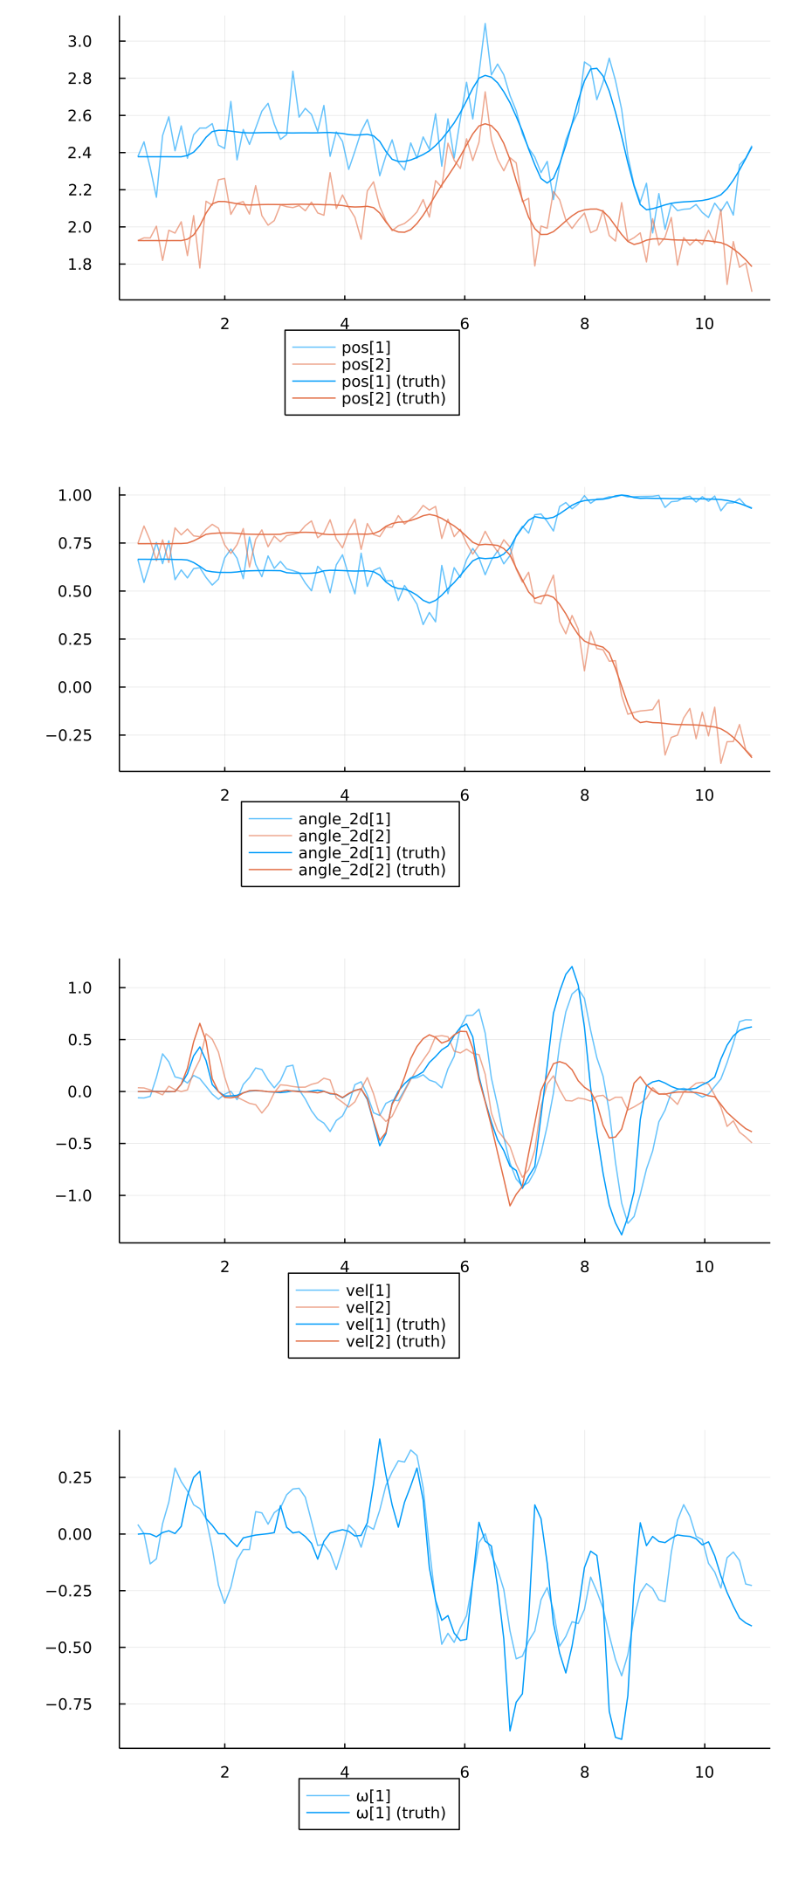 3.0
2.8
2.6
2.4
2.2
2.0
1.8
2 4 6 8 10
pos[1]
pos[2]
pos[1] (truth)
pos[2] (truth)
1.00
0.75
0.50
0.25
0.00
−0.25
2 4 6 8 10
angle_2d[1]
angle_2d[2]
angle_2d[1] (truth)
angle_2d[2] (truth)
1.0
0.5
0.0
−0.5
−1.0
2 4 6 8 10
vel[1]
vel[2]
vel[1] (truth)
vel[2] (truth)
0.25
0.00
−0.25
−0.50
−0.75
2 4 6 8 10
ω[1]
ω[1] (truth)